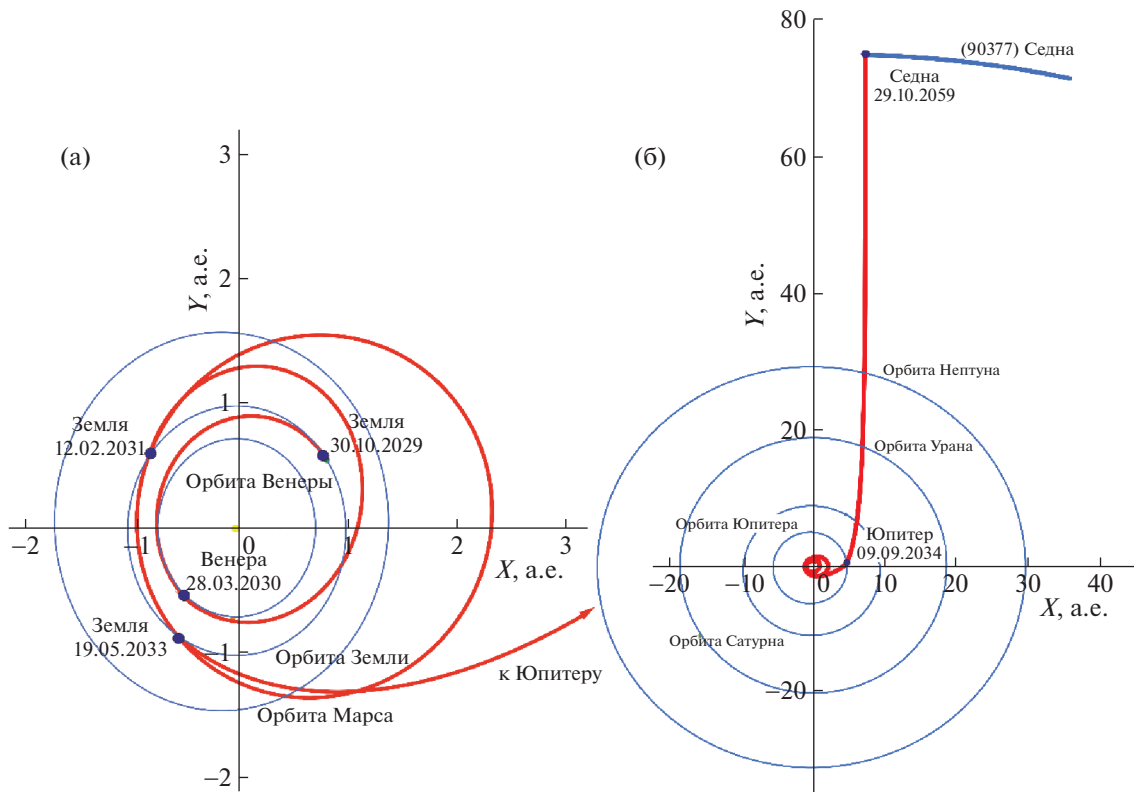 (а)
3
2
Y, а.е.
1
Земля
12.02.2031
Земля
30.10.2029
Орбита Венеры
−2
−1
0
1
2
3
X, а.е.
Венера
28.03.2030
Земля
19.05.2033
−1
Орбита Земли
к Юпитеру
Орбита Марса
−2
(б)
80
(90377) Седна
Седна
29.10.2059
60
40
Y, а.е.
Орбита Нептуна
20
Орбита Урана
Орбита Юпитера
Юпитер
09.09.2034
−20
−10
0
10
20
30
40
X, а.е.
Орбита Сатурна
−20